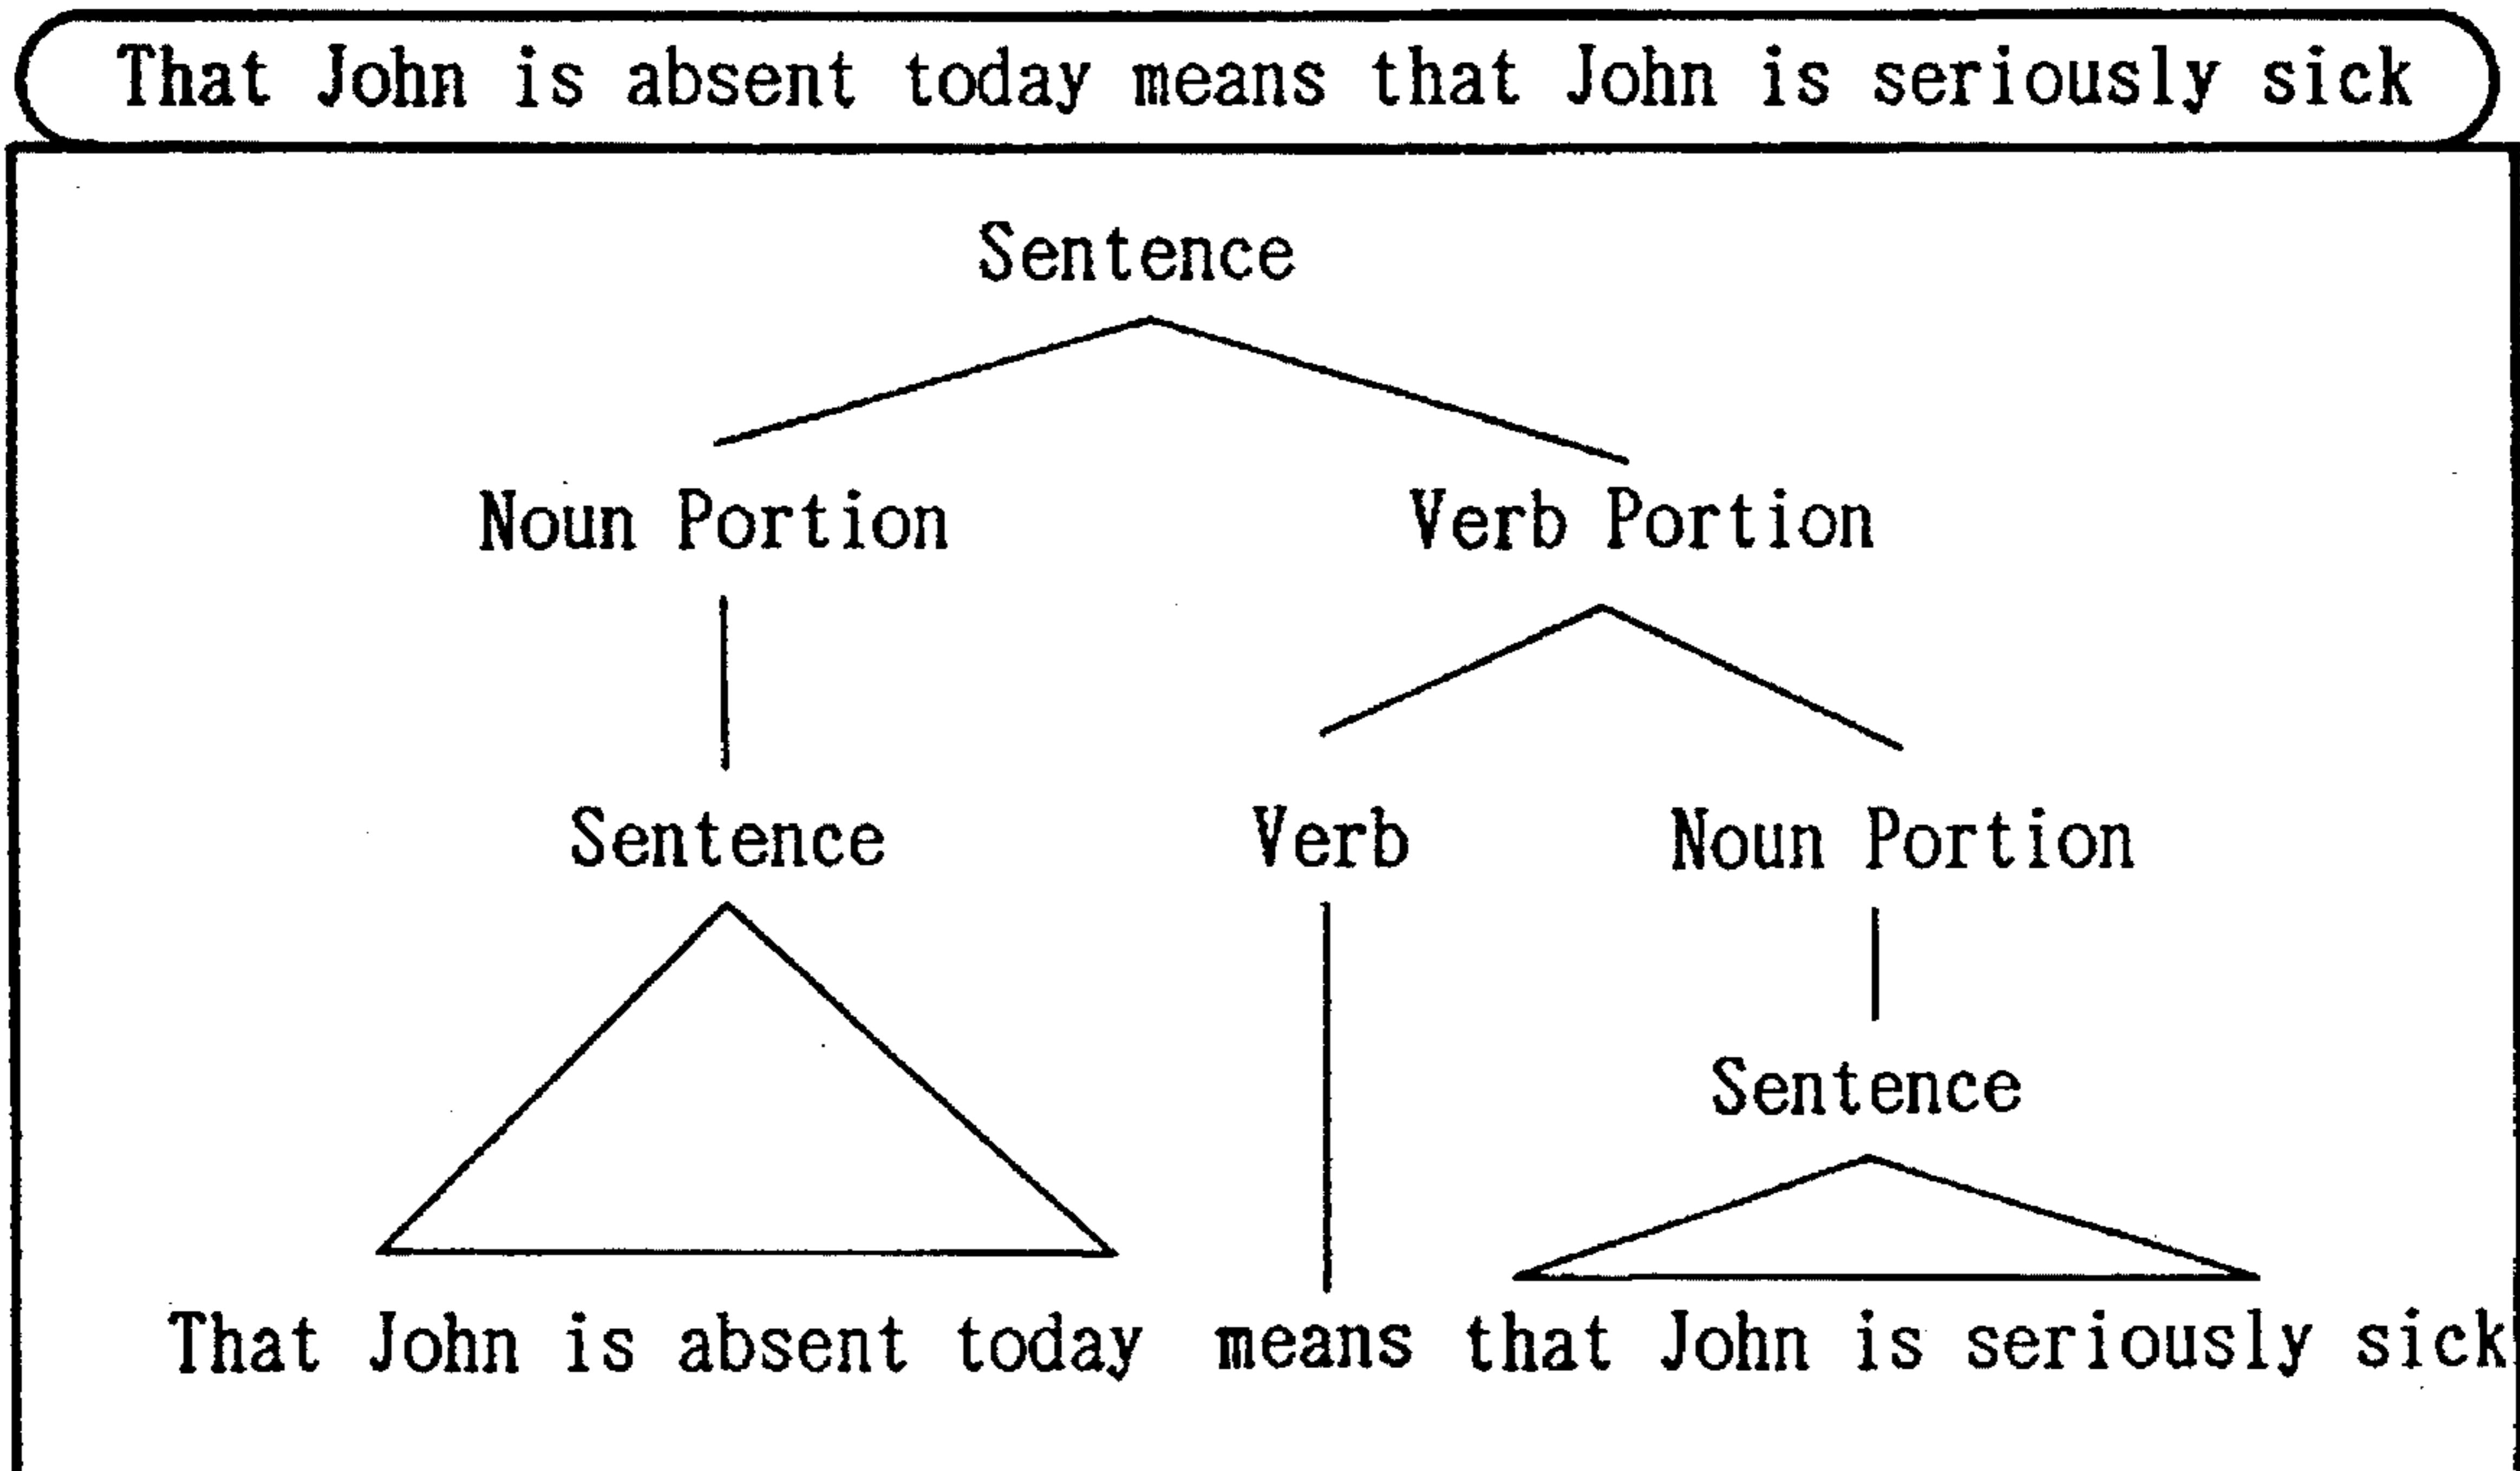 That John is absent today means that John is seriously sick
Sentence
Noun Portion Verb Portion
Sentence Verb Noun Portion
Sentence
That John is absent today means that John is seriously sick